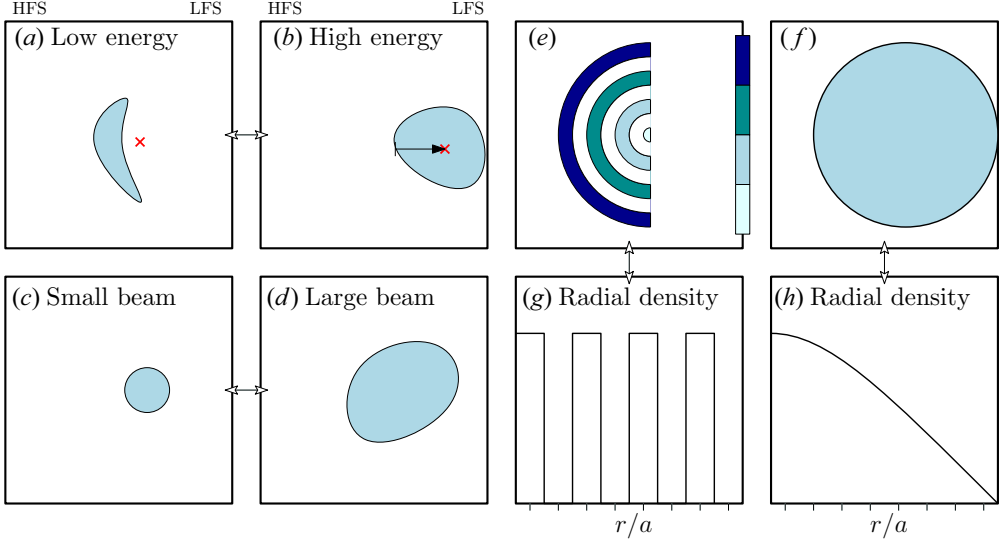 HFS LFS HFS LFS
(a) Low energy (b) High energy (e) (f)
(c) Small beam (d) Large beam (g) Radial density (h) Radial density
r/a r/a